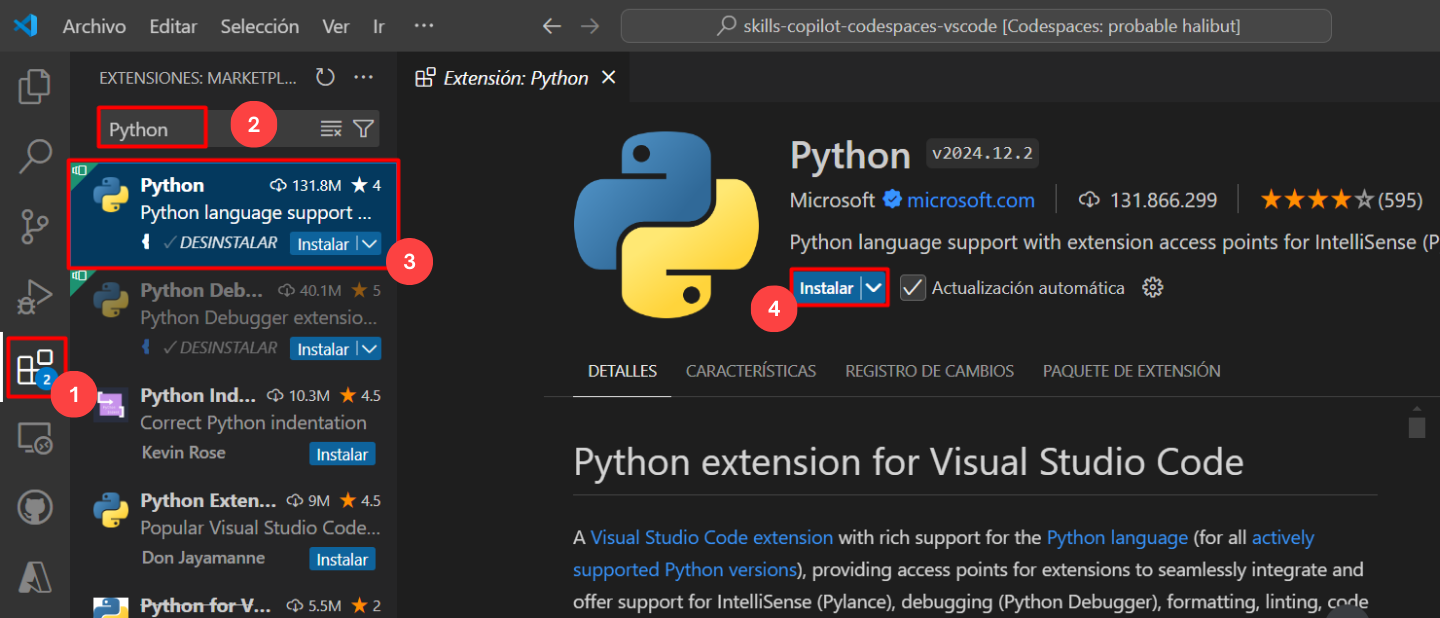 Archivo Editar Selección Ver Ir ···
skills-copilot-codespaces-vscode [Codespaces: probable halibut]
EXTENSIONES: MARKETPL... ···
Python
2
Python 131.8M ★ 4
Python language support ...
✓ DESINSTALAR Instalar
3
Python Deb... 40.1M ★ 5
Python Debugger extensio...
✓ DESINSTALAR Instalar
2
1
Python Ind... 10.3M ★ 4.5
Correct Python indentation
Kevin Rose Instalar
Python Exten... 9M ★ 4.5
Popular Visual Studio Code...
Don Jayamanne Instalar
Python for V... 5.5M ★ 2
Extensión: Python ×
Python v2024.12.2
Microsoft microsoft.com 131.866.299 ★★★★☆ (595)
Python language support with extension access points for IntelliSense (P
Instalar Actualización automática
4
DETALLES CARACTERÍSTICAS REGISTRO DE CAMBIOS PAQUETE DE EXTENSIÓN
Python extension for Visual Studio Code
A Visual Studio Code extension with rich support for the Python language (for all actively
supported Python versions), providing access points for extensions to seamlessly integrate and
offer support for IntelliSense (Pylance), debugging (Python Debugger), formatting, linting, code